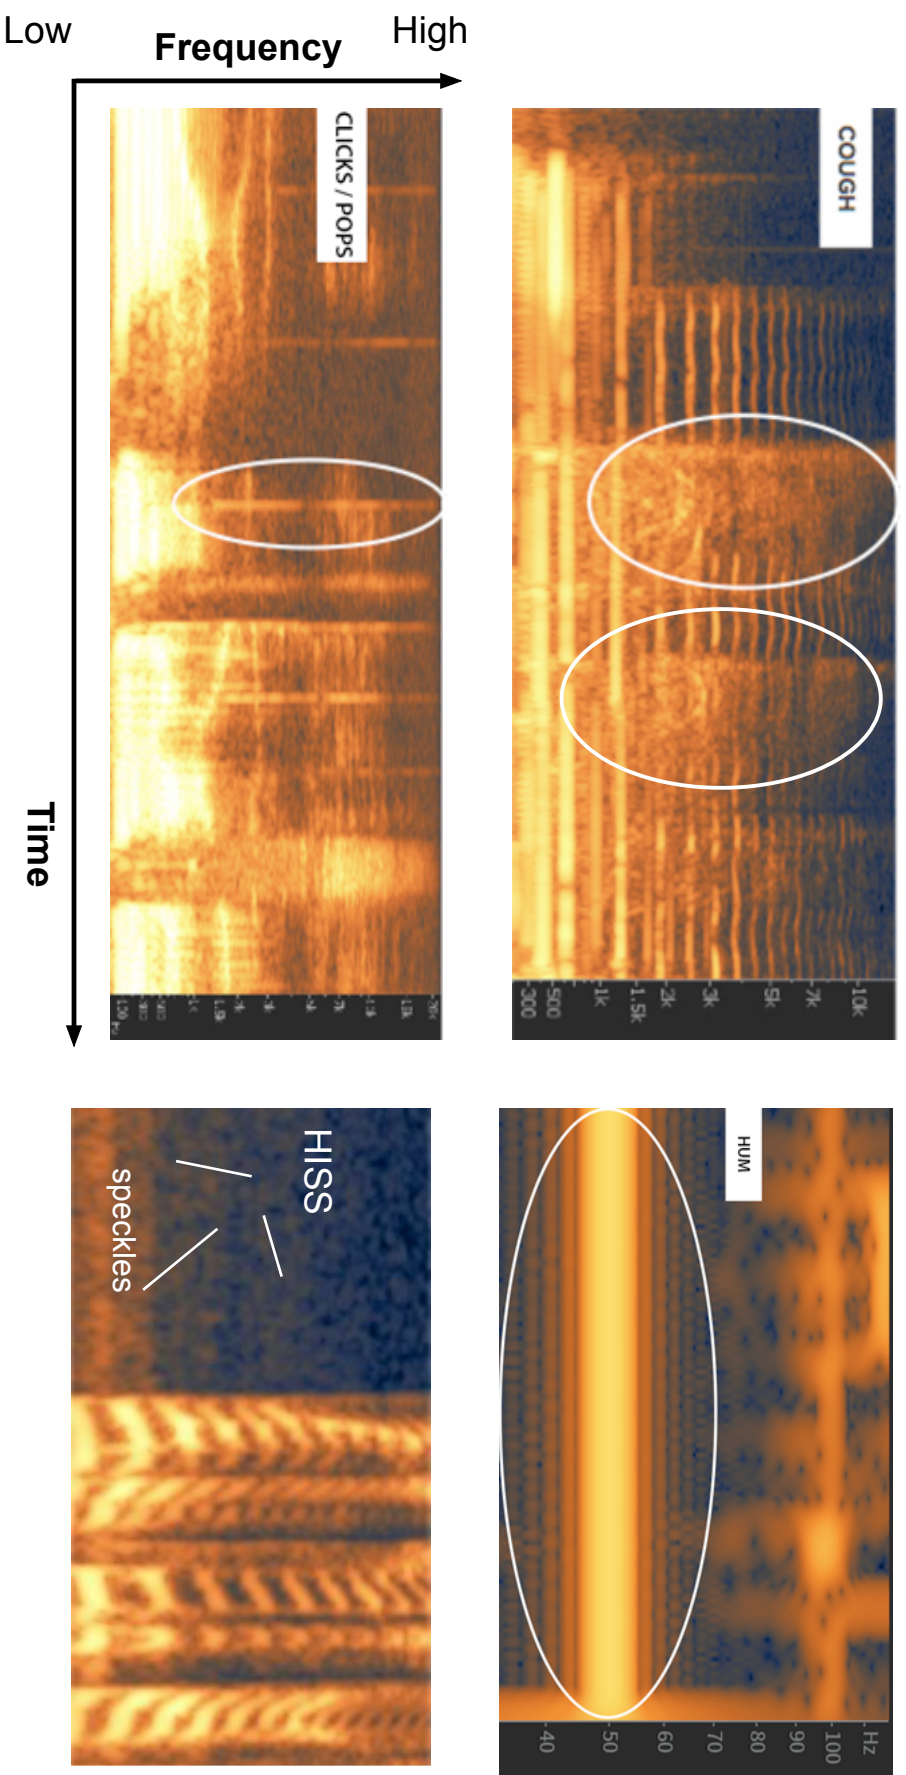 Low
Frequency
High
Time
CLICKS / POPS
COUGH
-300
-500
-1k
-1.5k
-2k
-3k
-5k
-7k
-10k
HISS
speckles
HUM
40
50
60
70
80
90
100
Hz